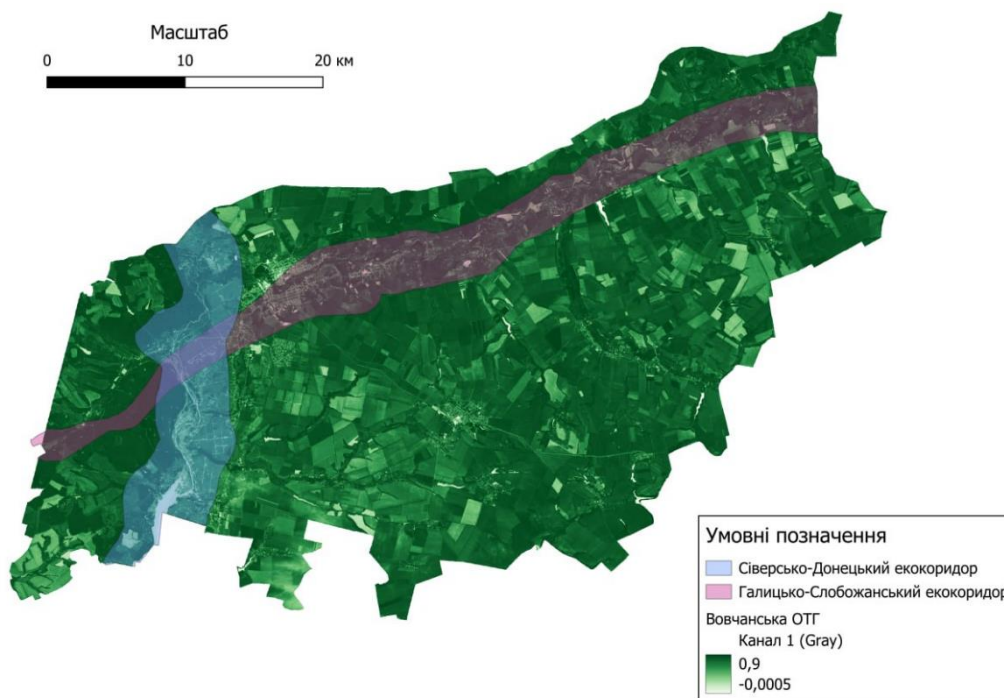 Масштаб
0 10 20 км
Умовні позначення
Сіверсько-Донецький екокоридор
Галицько-Слобожанський екокоридор
Вовчанська ОТГ
Канал 1 (Gray)
0,9
-0,0005